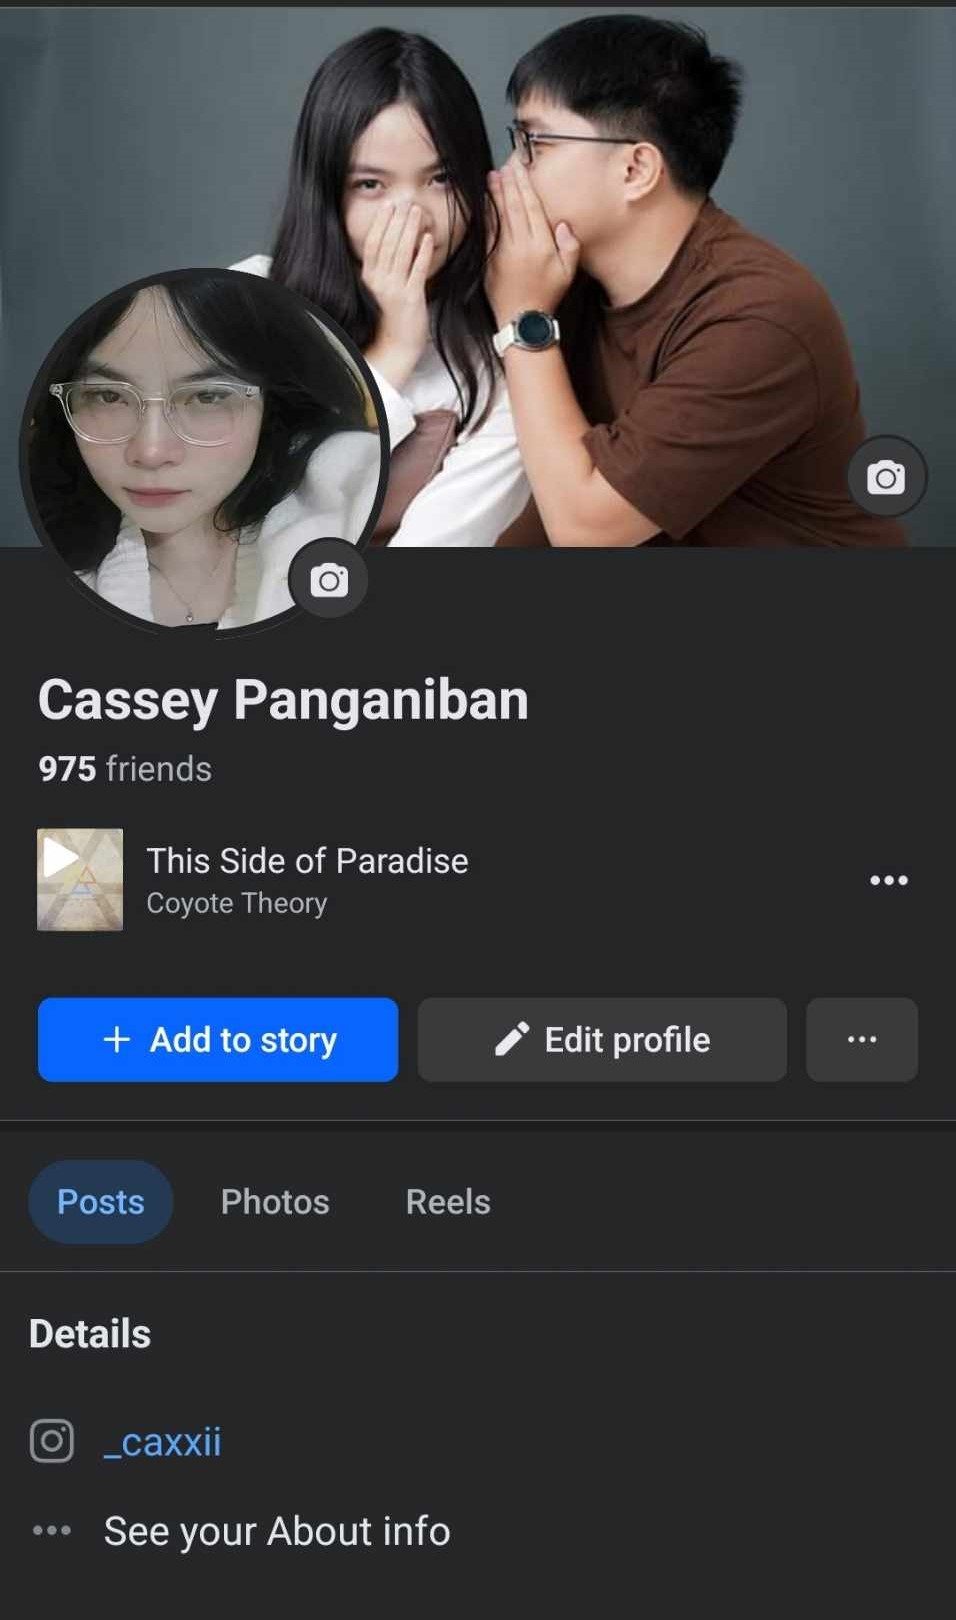 Cassey Panganiban
975 friends
This Side of Paradise
Coyote Theory
Add to story
Edit profile
Posts Photos Reels
Details
_caxxii
See your About info